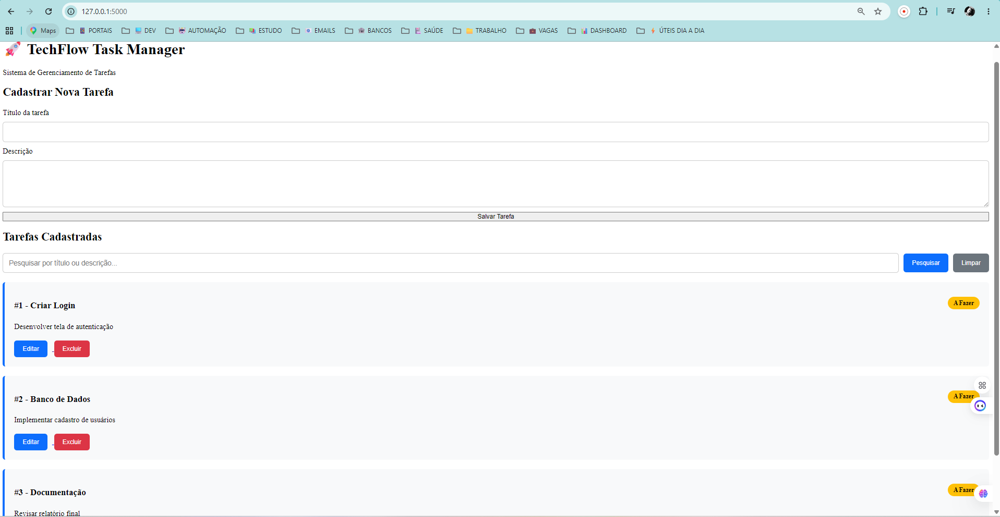 127.0.0.1:5000
Maps PORTAIS DEV AUTOMAÇÃO ESTUDO EMAILS BANCOS SAÚDE TRABALHO VAGAS DASHBOARD ÚTEIS DIA A DIA
🚀 TechFlow Task Manager
Sistema de Gerenciamento de Tarefas
Cadastrar Nova Tarefa
Título da tarefa
Descrição
Salvar Tarefa
Tarefas Cadastradas
Pesquisar por título ou descrição... Pesquisar Limpar
#1 - Criar Login A Fazer
Desenvolver tela de autenticação
Editar Excluir
#2 - Banco de Dados A Fazer
Implementar cadastro de usuários
Editar Excluir
#3 - Documentação A Fazer
Revisar relatório final